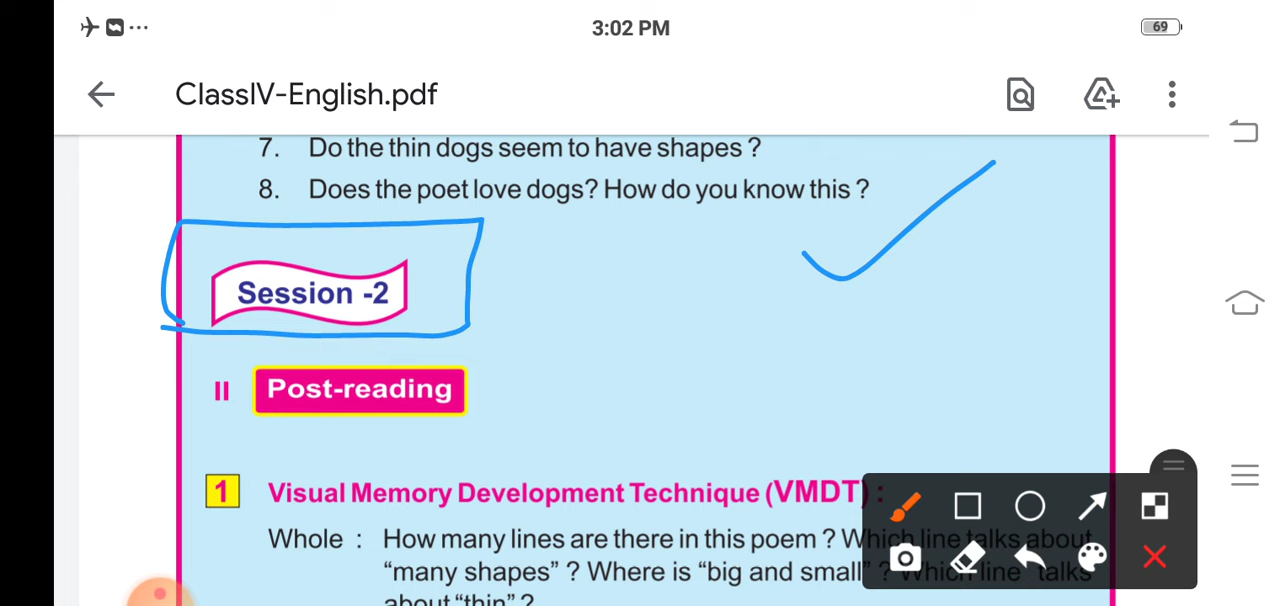 3:02 PM
69
ClassIV-English.pdf
7. Do the thin dogs seem to have shapes ?
8. Does the poet love dogs? How do you know this ?
Session -2
II Post-reading
1 Visual Memory Development Technique (VMDT) :
Whole : How many lines are there in this poem ? Which line talks about
“many shapes” ? Where is “big and small” ? Which line talks
about “thin” ?